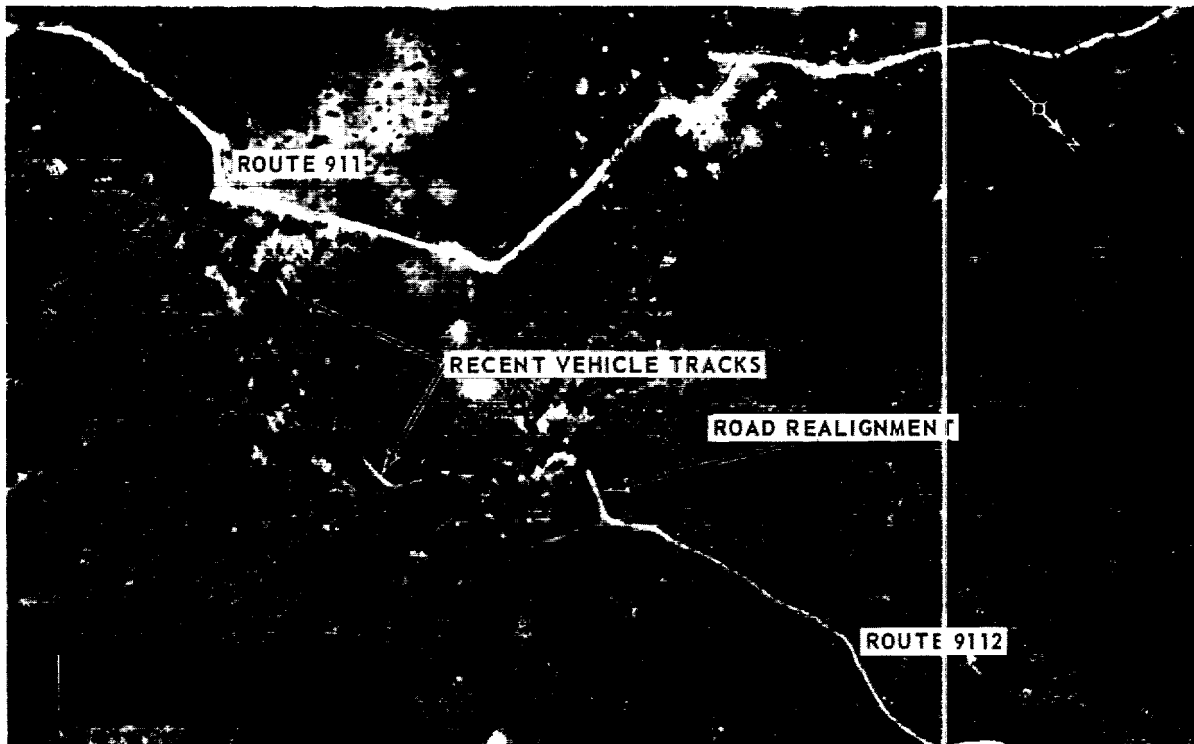 ROUTE 911
N
RECENT VEHICLE TRACKS
ROAD REALIGNMENT
ROUTE 9112